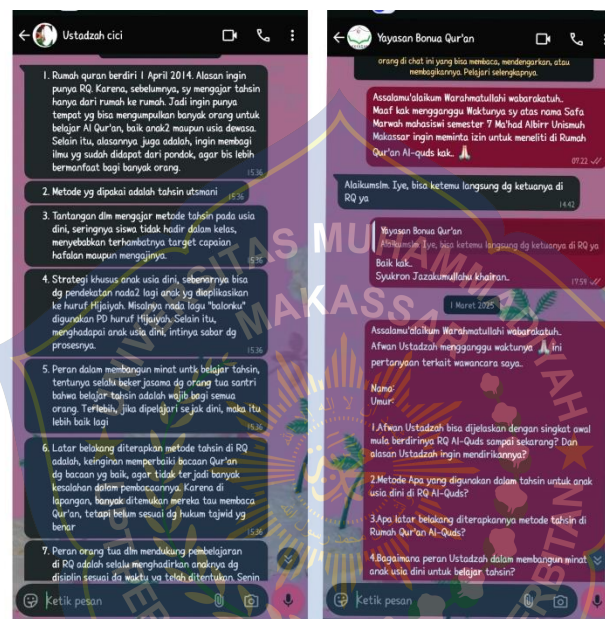 Ustadzah cici
1. Rumah quran berdiri 1 April 2014. Alasan ingin
punya RQ. Karena, sebelumnya, sy mengajar tahsin
hanya dari rumah ke rumah. Jadi ingin punya
tempat yg bisa mengumpulkan banyak orang untuk
belajar Al Qur'an, baik anak2 maupun usia dewasa.
Selain itu, alasannya juga adalah, ingin membagi
ilmu yg sudah didapat dari pondok, agar bis lebih
bermanfaat bagi banyak orang.
15.36
2. Metode yg dipakai adalah tahsin utsmani
15.36
3. Tantangan dlm mengajar metode tahsin pada usia
dini, seringnya siswa tidak hadir dalam kelas,
menyebabkan terhambatnya target capaian
hafalan maupun mengajinya.
15.36
4. Strategi khusus anak usia dini, sebenarnya bisa
dg pendekatan nada2 lagi anak yg diaplikasikan
ke huruf Hijaiyah. Misalnya nada lagu "balonku"
digunakan PD huruf Hijaiyah. Selain itu,
menghadapai anak usia dini, intinya sabar dg
prosesnya.
15.36
5. Peran dalam membangun minat untk belajar tahsin,
tentunya selalu beker jasama dg orang tua santri
bahwa belajar tahsin adalah wajib bagi semua
orang. Terlebih, jika dipelajari sejak dini, maka itu
lebih baik lagi
15.36
6. Latar belakang diterapkan metode tahsin di RQ
adalah, keinginan memperbaiki bacaan Qur'an
dg bacaan yg baik, agar tidak ter jadi banyak
kesalahan dalam pembacaannya. Karena di
lapangan, banyak ditemukan mereka tau membaca
Qur'an, tetapi belum sesuai dg hukum tajwid yg
benar
15.36
7. Peran orang tua dlm mendukung pembelajaran
di RQ adalah selalu menghadirkan anaknya dg
disiplin sesuai dg waktu yg telah ditentukan. Senin
Ketik pesan
Yayasan Bonua Qur'an
orang di chat ini yang bisa membaca, mendengarkan, atau
membagikannya. Pelajari selengkapnya.
Assalamu'alaikum Warahmatullahi wabarakatuh..
Maaf kak mengganggu Waktunya sy atas nama Safa
Marwah mahasiswi semester 7 Ma'had Albirr Unismuh
Makassar ingin meminta izin untuk meneliti di Rumah
Qur'an Al-quds kak..
07.22
Alaikumslm. Iye, bisa ketemu langsung dg ketuanya di
RQ ya
14.42
Yayasan Bonua Qur'an
Alaikumslm. Iye, bisa ketemu langsung dg ketuanya di RQ ya
Baik kak..
Syukron Jazakumullahu khairan..
17.59
1 Maret 2025
Assalamu'alaikum Warahmatullahi wabarakatuh..
Afwan Ustadzah mengganggu waktunya ini
pertanyaan terkait wawancara saya..
Nama:
Umur:
1.Afwan Ustadzah bisa dijelaskan dengan singkat awal
mula berdirinya RQ Al-Quds sampai sekarang? Dan
alasan Ustadzah ingin mendirikannya?
2.Metode Apa yang digunakan dalam tahsin untuk anak
usia dini di RQ Al-Quds?
3.Apa latar belakang diterapkannya metode tahsin di
Rumah Qur'an Al-Quds?
4.Bagaimana peran Ustadzah dalam membangun minat
anak usia dini untuk belajar tahsin?
Ketik pesan